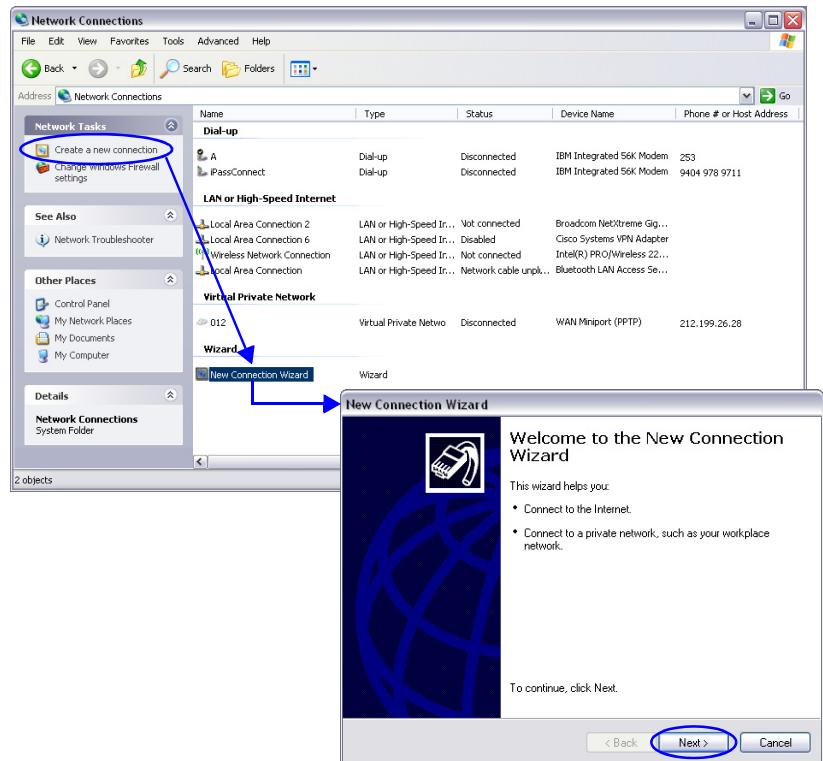 Network Connections
File Edit View Favorites Tools Advanced Help
Back Search Folders
Address Network Connections Go
Network Tasks
Create a new connection
Change Windows Firewall
settings
See Also
Network Troubleshooter
Other Places
Control Panel
My Network Places
My Documents
My Computer
Details
Network Connections
System Folder
Name Type Status Device Name Phone # or Host Address
Dial-up
A Dial-up Disconnected IBM Integrated 56K Modem 253
iPassConnect Dial-up Disconnected IBM Integrated 56K Modem 9404 978 9711
LAN or High-Speed Internet
Local Area Connection 2 LAN or High-Speed Ir... Not connected Broadcom NetXtreme Gig...
Local Area Connection 6 LAN or High-Speed Ir... Disabled Cisco Systems VPN Adapter
Wireless Network Connection LAN or High-Speed Ir... Not connected Intel(R) PRO/Wireless 22...
Local Area Connection LAN or High-Speed Ir... Network cable unpl... Bluetooth LAN Access Se...
Virtual Private Network
012 Virtual Private Netwo Disconnected WAN Miniport (PPTP) 212.199.26.28
Wizard
New Connection Wizard Wizard
2 objects
New Connection Wizard
Welcome to the New Connection
Wizard
This wizard helps you:
• Connect to the Internet.
• Connect to a private network, such as your workplace
network.
To continue, click Next.
< Back Next > Cancel